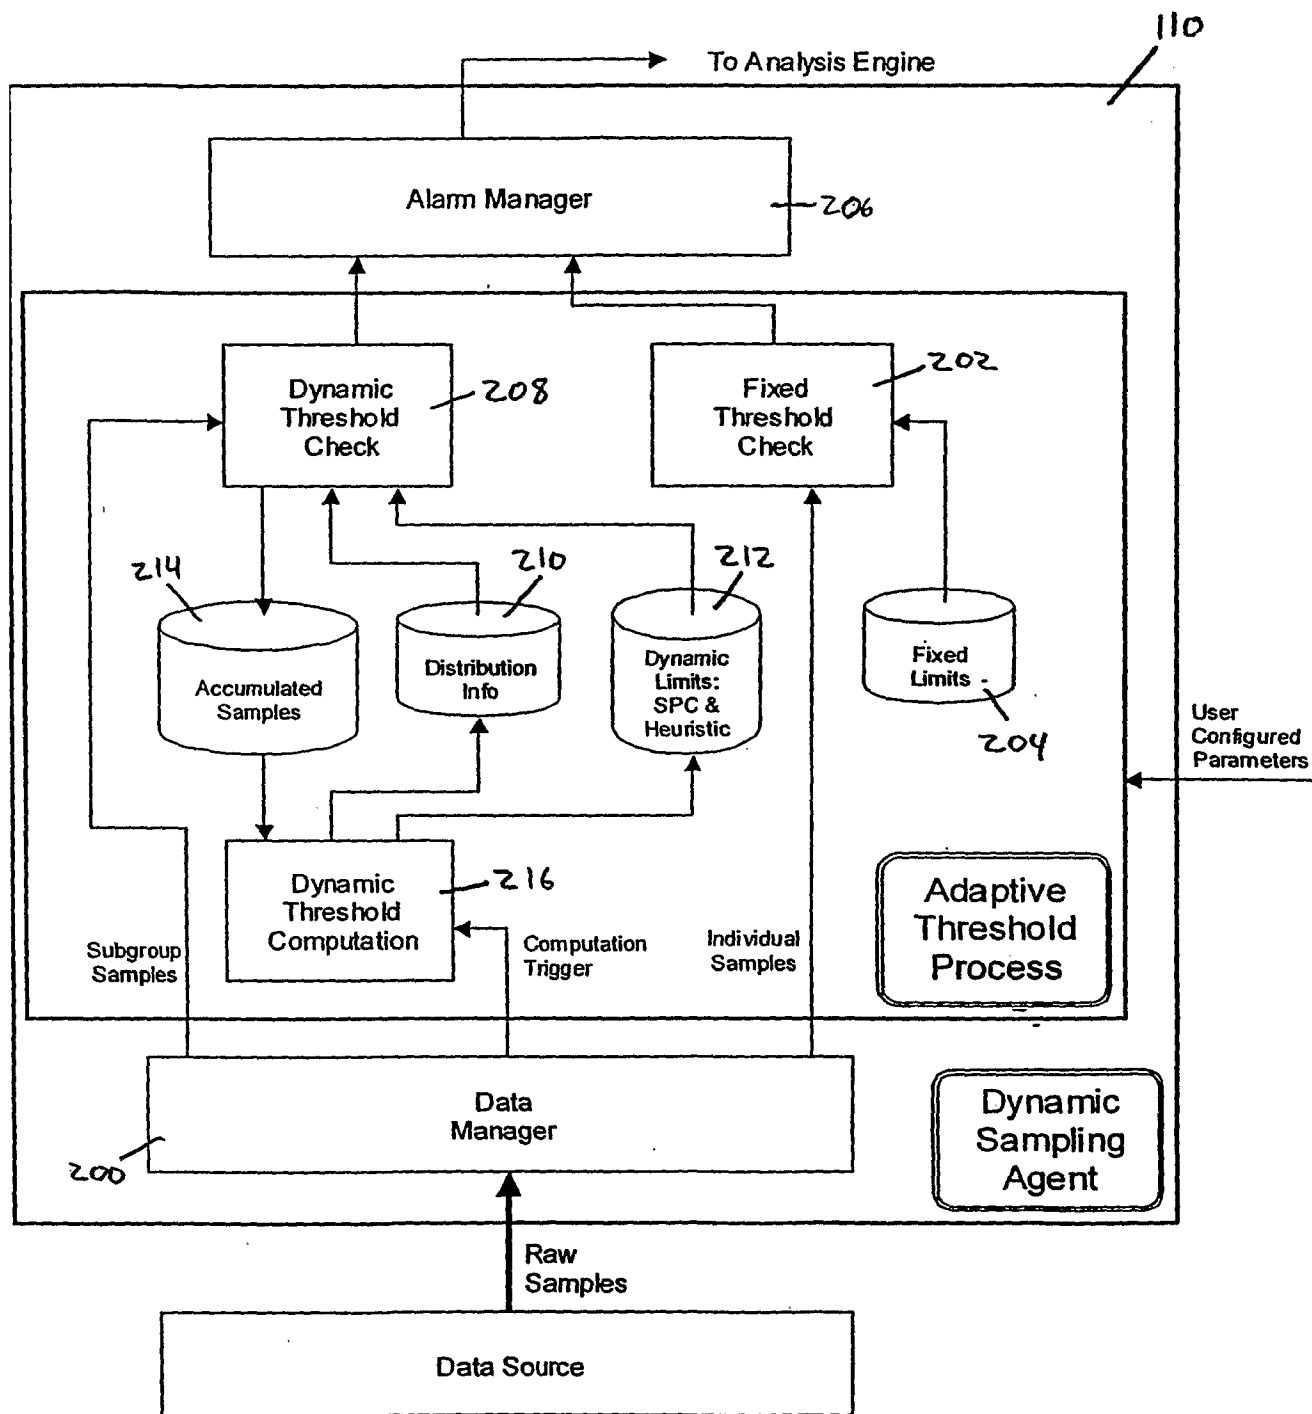 110
To Analysis Engine
Alarm Manager
206
Dynamic
Threshold
Check
208
Fixed
Threshold
Check
202
214
210
212
Accumulated
Samples
Distribution
Info
Dynamic
Limits:
SPC &
Heuristic
Fixed
Limits
204
User
Configured
Parameters
Dynamic
Threshold
Computation
216
Adaptive
Threshold
Process
Subgroup
Samples
Computation
Trigger
Individual
Samples
Data
Manager
200
Dynamic
Sampling
Agent
Raw
Samples
Data Source